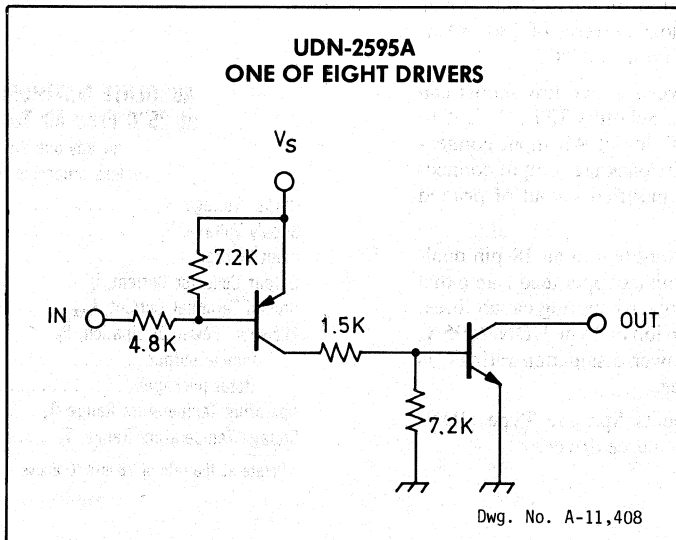 UDN-2595A
ONE OF EIGHT DRIVERS
VS
7.2K
IN
4.8K
1.5K
OUT
7.2K
Dwg. No. A-11,408